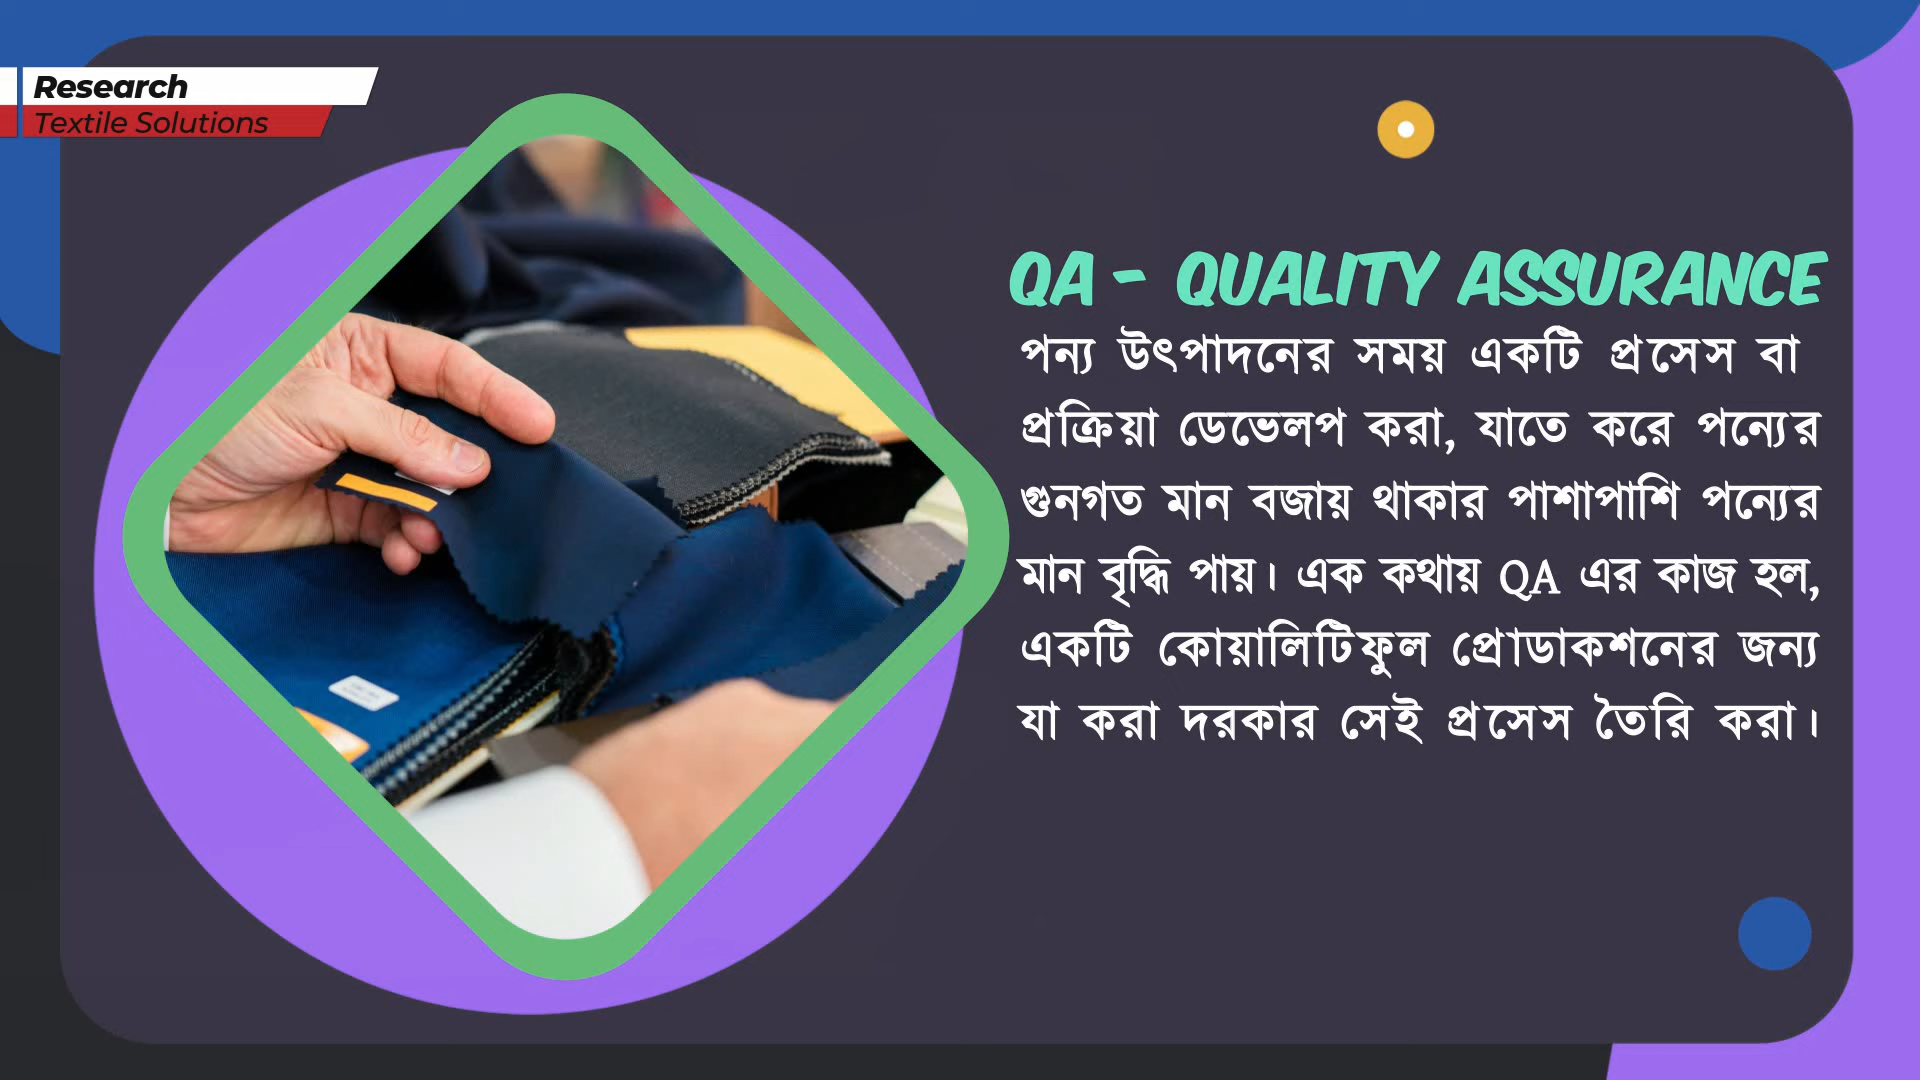 Research
Textile Solutions
QA - QUALITY ASSURANCE
পন্য উৎপাদনের সময় একটি প্রসেস বা
প্রক্রিয়া ডেভেলপ করা, যাতে করে পন্যের
গুনগত মান বজায় থাকার পাশাপাশি পন্যের
মান বৃদ্ধি পায়। এক কথায় QA এর কাজ হল,
একটি কোয়ালিটিফুল প্রোডাকশনের জন্য
যা করা দরকার সেই প্রসেস তৈরি করা।